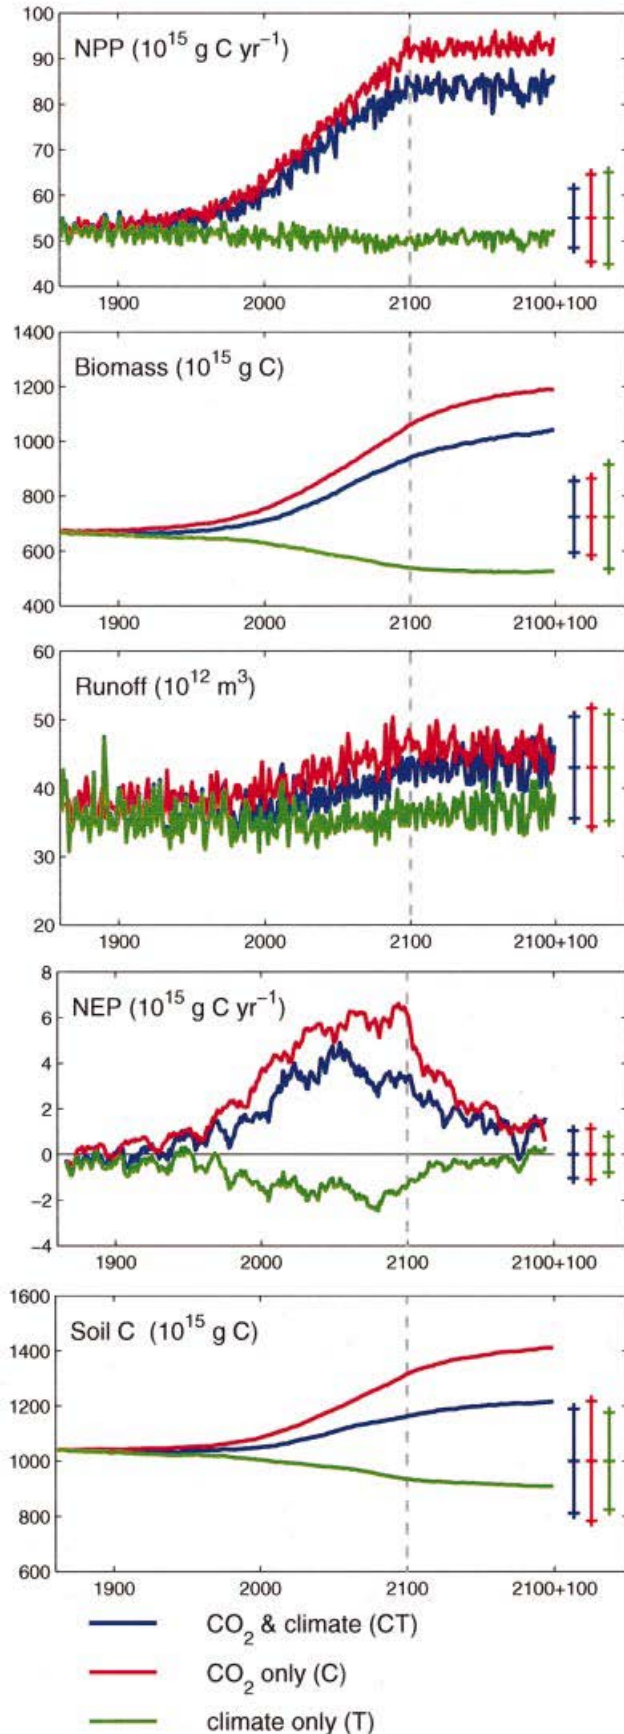 NPP (10^15 g C yr^-1)
100
90
80
70
60
50
40
1900 2000 2100 2100+100
Biomass (10^15 g C)
1400
1200
1000
800
600
400
1900 2000 2100 2100+100
Runoff (10^12 m^3)
60
50
40
30
20
1900 2000 2100 2100+100
NEP (10^15 g C yr^-1)
8
6
4
2
0
−2
−4
1900 2000 2100 2100+100
Soil C (10^15 g C)
1600
1400
1200
1000
800
600
1900 2000 2100 2100+100
CO2 & climate (CT)
CO2 only (C)
climate only (T)